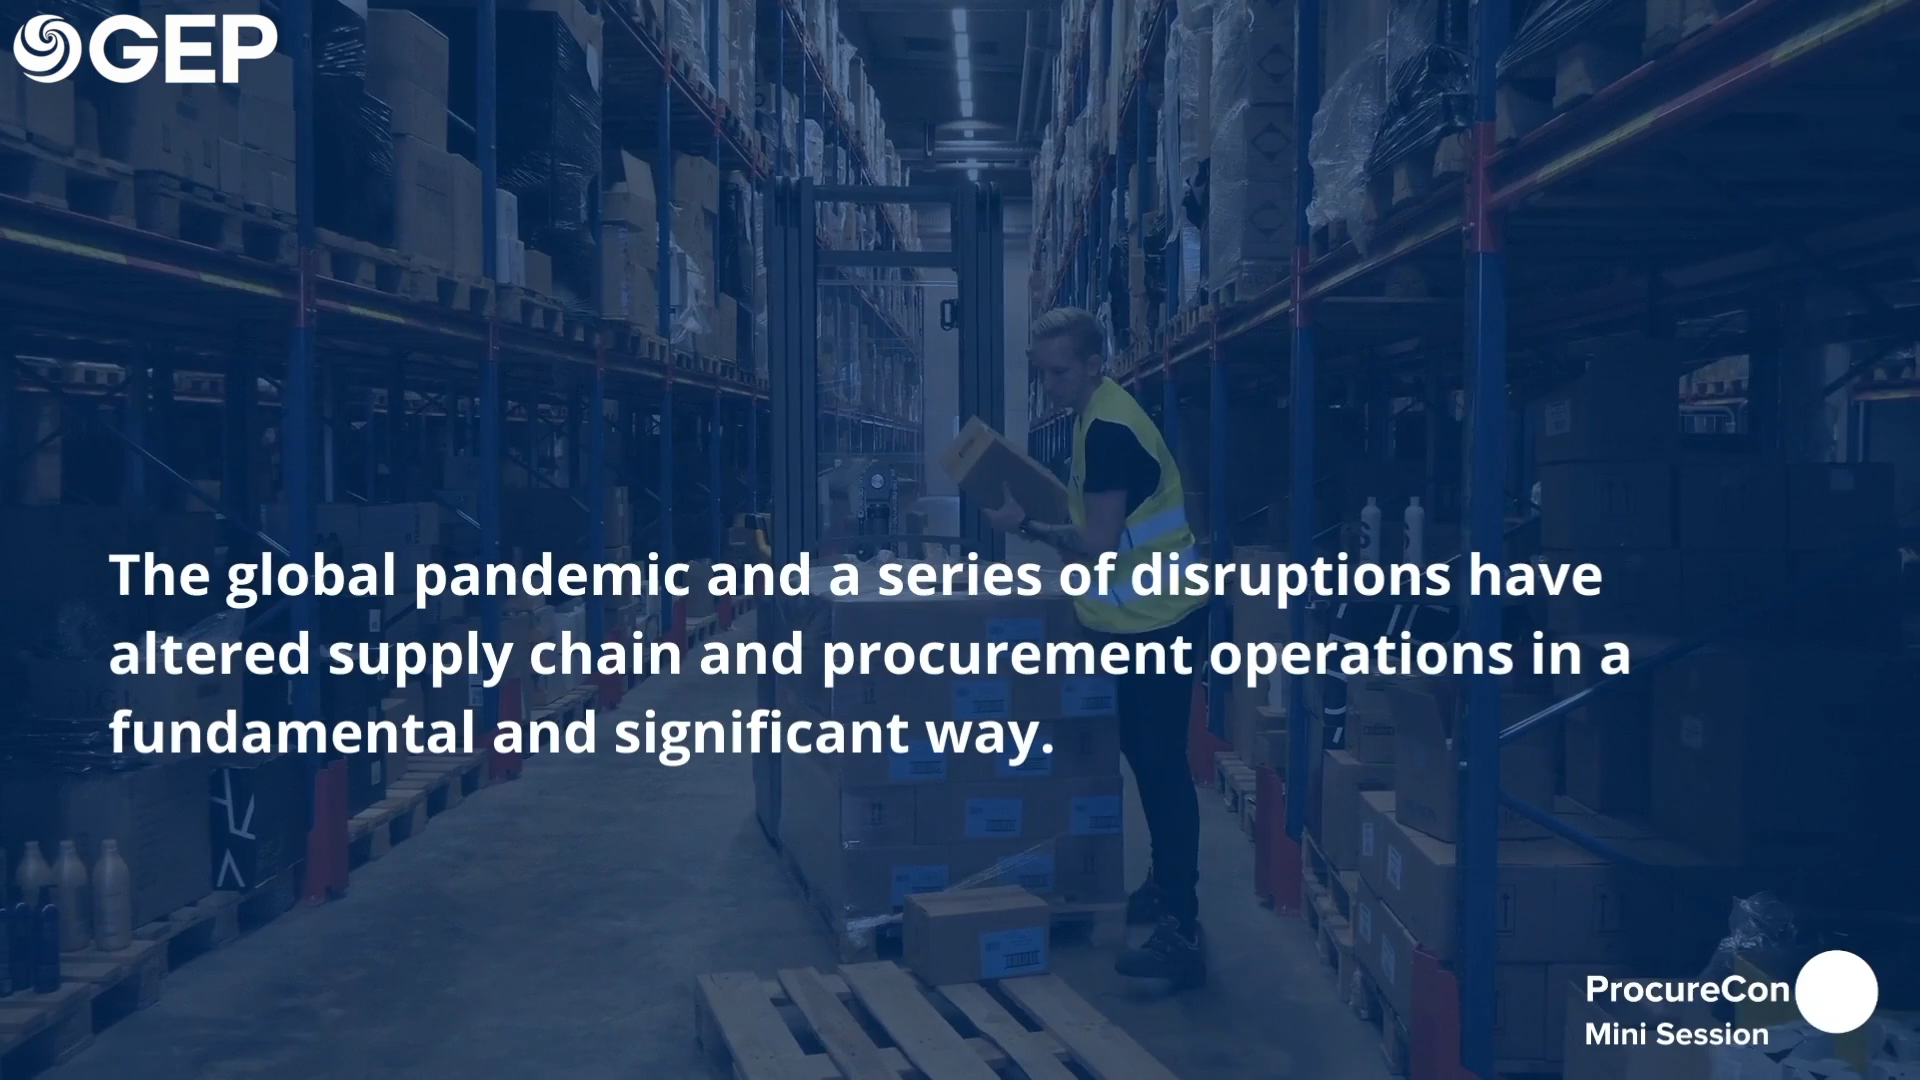 GEP
The global pandemic and a series of disruptions have
altered supply chain and procurement operations in a
fundamental and significant way.
ProcureCon
Mini Session